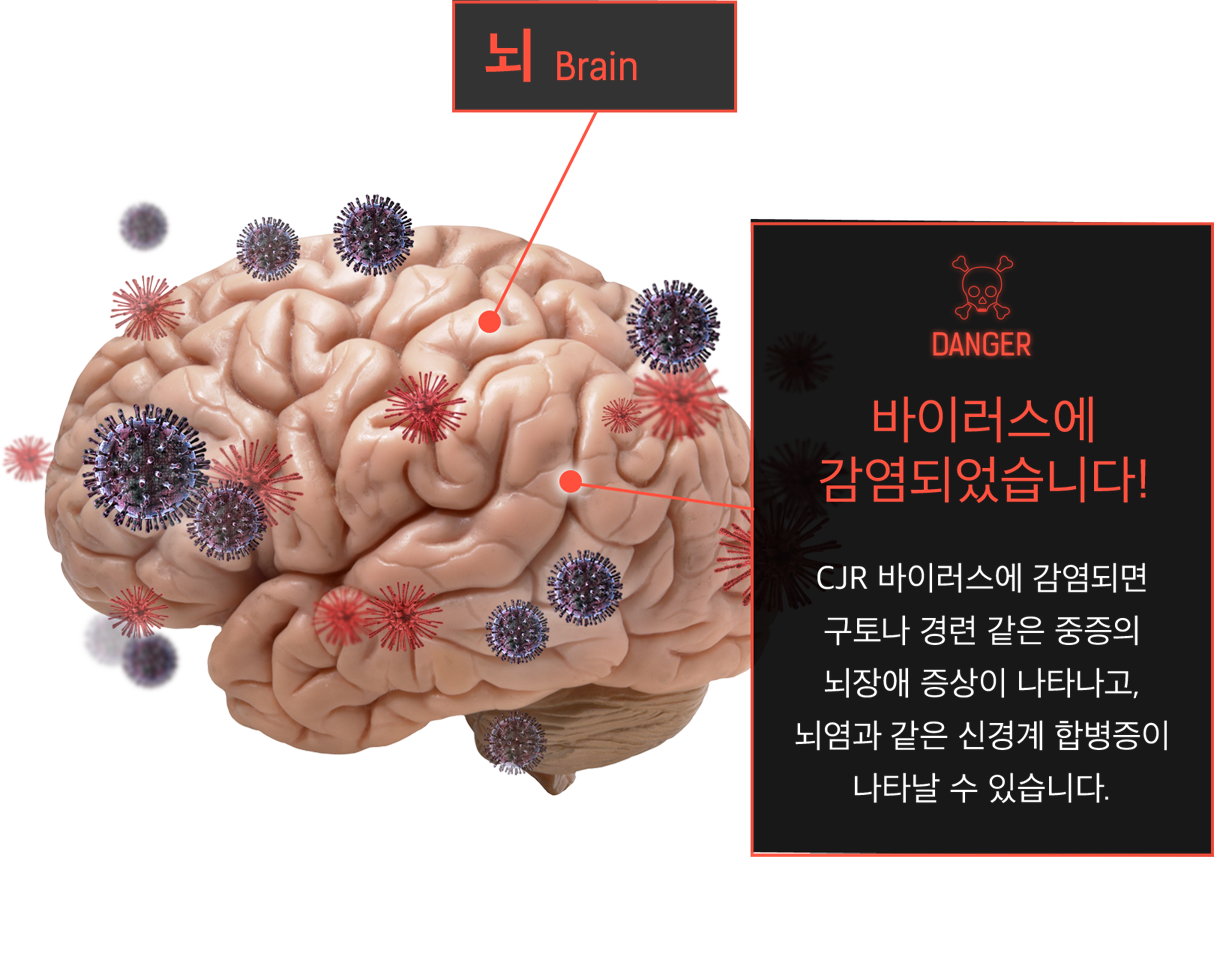 뇌 Brain
DANGER
바이러스에
감염되었습니다!
CJR 바이러스에 감염되면
구토나 경련 같은 중증의
뇌장애 증상이 나타나고,
뇌염과 같은 신경계 합병증이
나타날 수 있습니다.